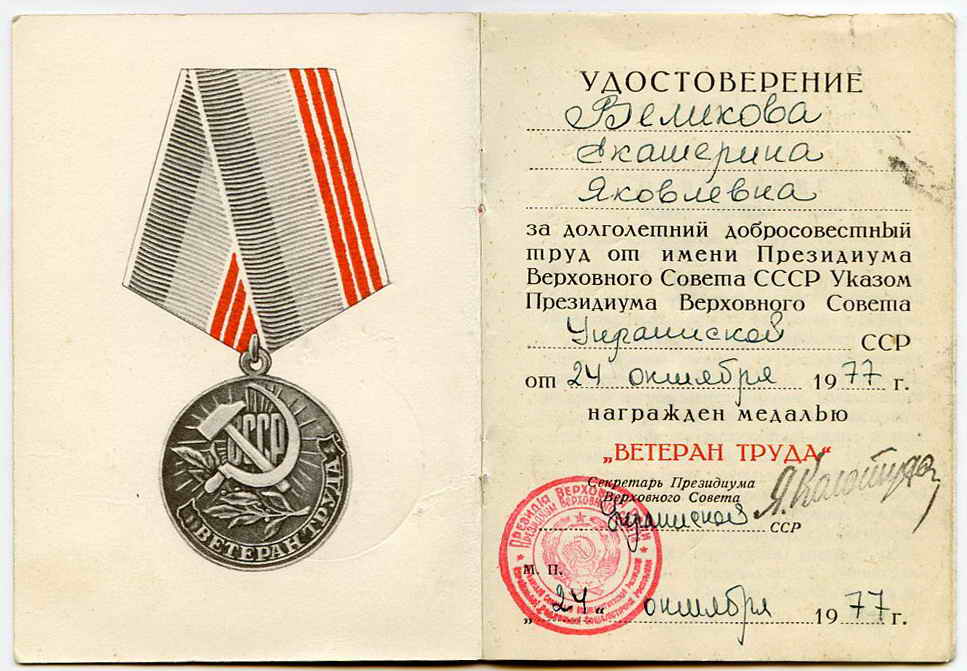 СССР
ВЕТЕРАН ТРУДА
УДОСТОВЕРЕНИЕ
Великова
Екатерина
Яковлевна
за долголетний добросовестный
труд от имени Президиума
Верховного Совета СССР Указом
Президиума Верховного Совета
Украинской ССР
от 24 октября 1977 г.
награжден медалью
„ВЕТЕРАН ТРУДА“
Секретарь Президиума
Верховного Совета
Украинской ССР
М. П.
„24“ октября 1977 г.